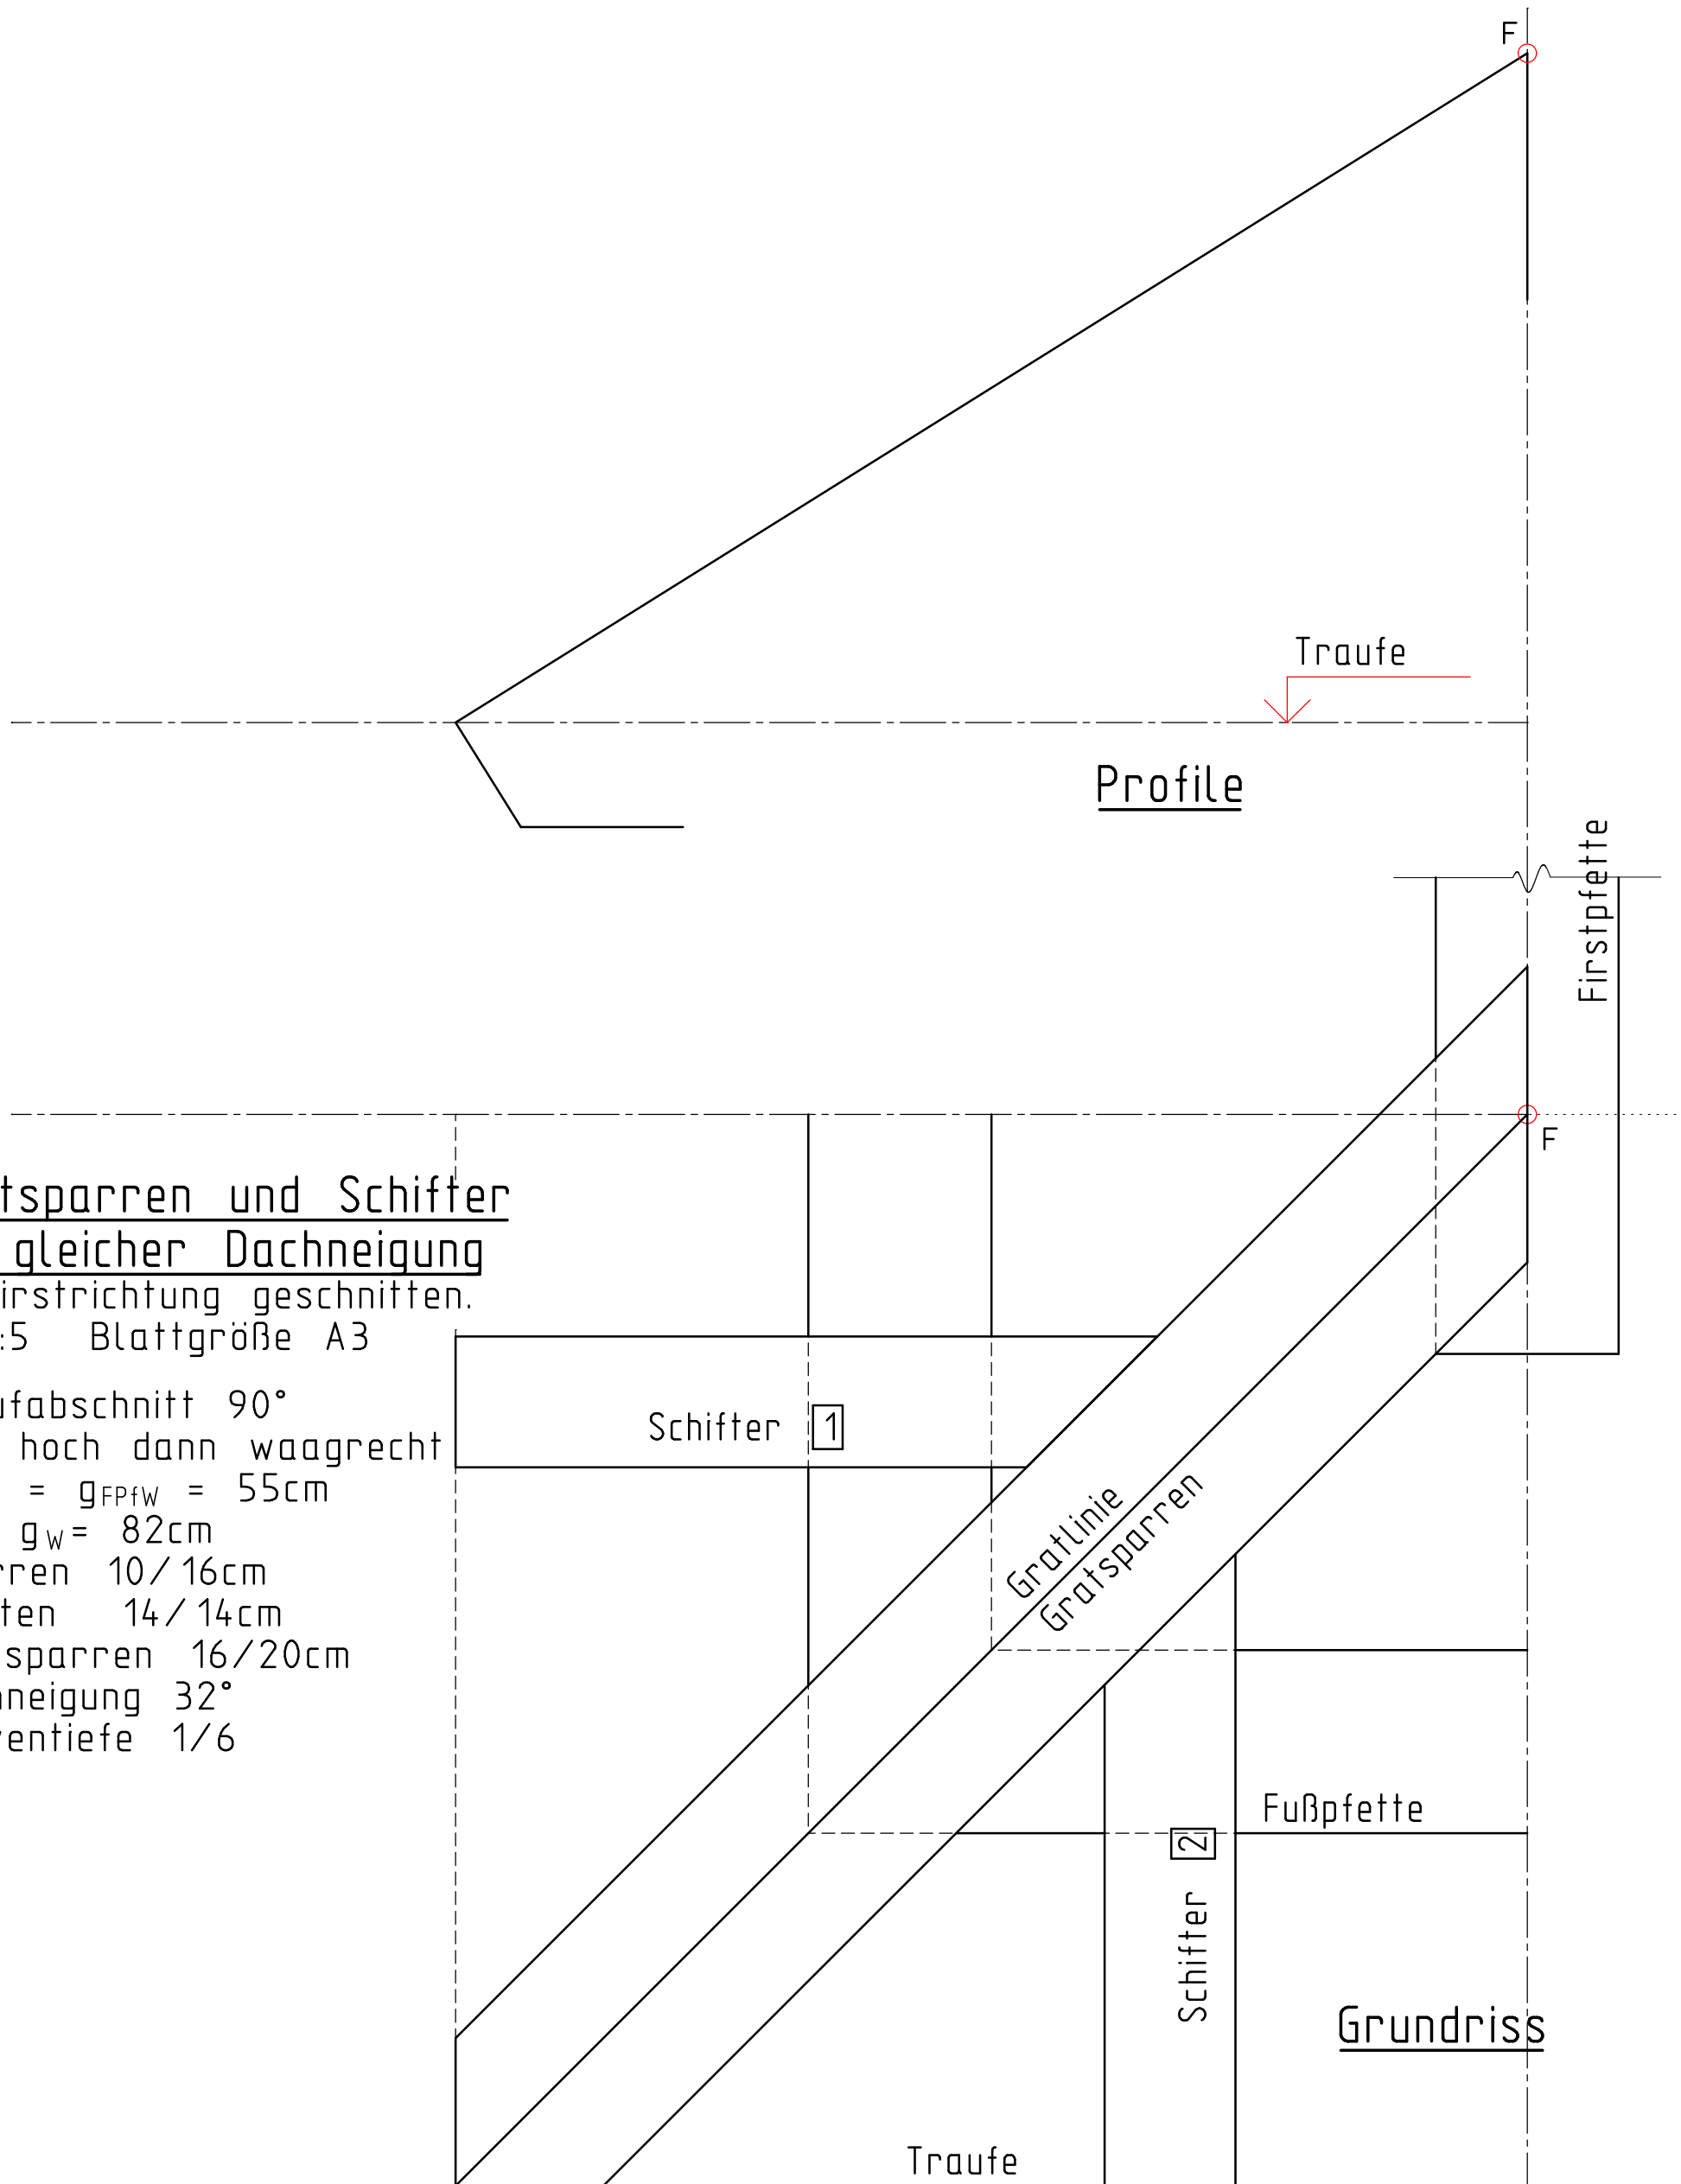 F
Traufe
Profile
Firstpfette
F
tsparren und Schifter
gleicher Dachneigung
irstrichtung geschnitten.
:5 Blattgröße A3
ufabschnitt 90°
hoch dann waagrecht
= gFPfW = 55cm
gW= 82cm
rren 10/16cm
ten 14/14cm
sparren 16/20cm
neigung 32°
entiefe 1/6
Schifter 1
Gratlinie
Gratsparren
Fußpfette
Schifter 2
Grundriss
Traufe